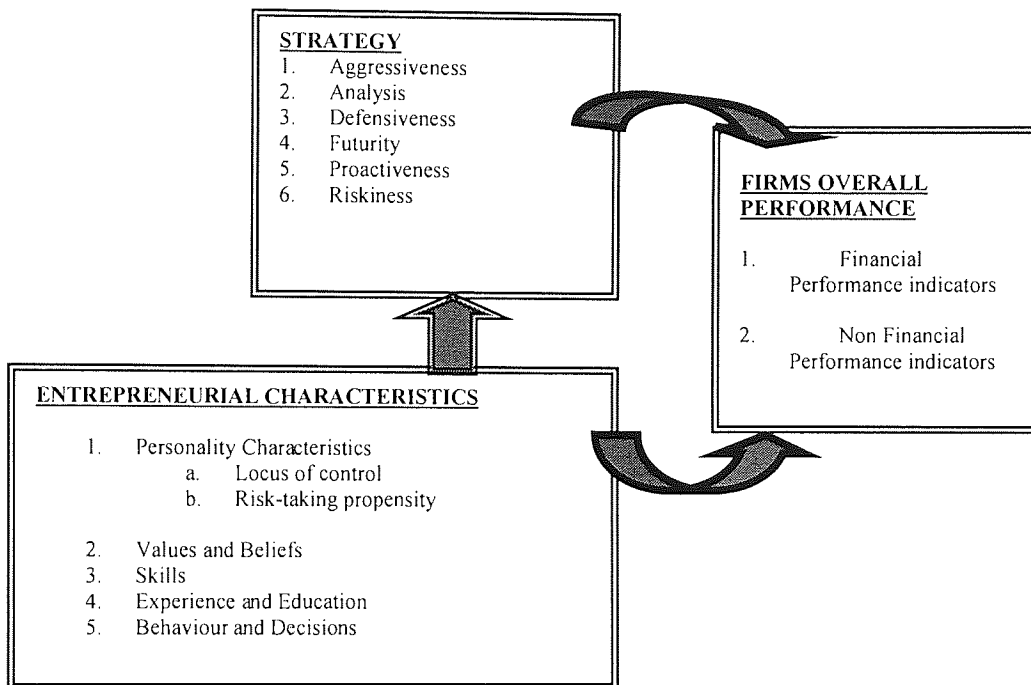 STRATEGY
1. Aggressiveness
2. Analysis
3. Defensiveness
4. Futurity
5. Proactiveness
6. Riskiness
FIRMS OVERALL
PERFORMANCE
1. Financial
Performance indicators
2. Non Financial
Performance indicators
ENTREPRENEURIAL CHARACTERISTICS
1. Personality Characteristics
a. Locus of control
b. Risk-taking propensity
2. Values and Beliefs
3. Skills
4. Experience and Education
5. Behaviour and Decisions